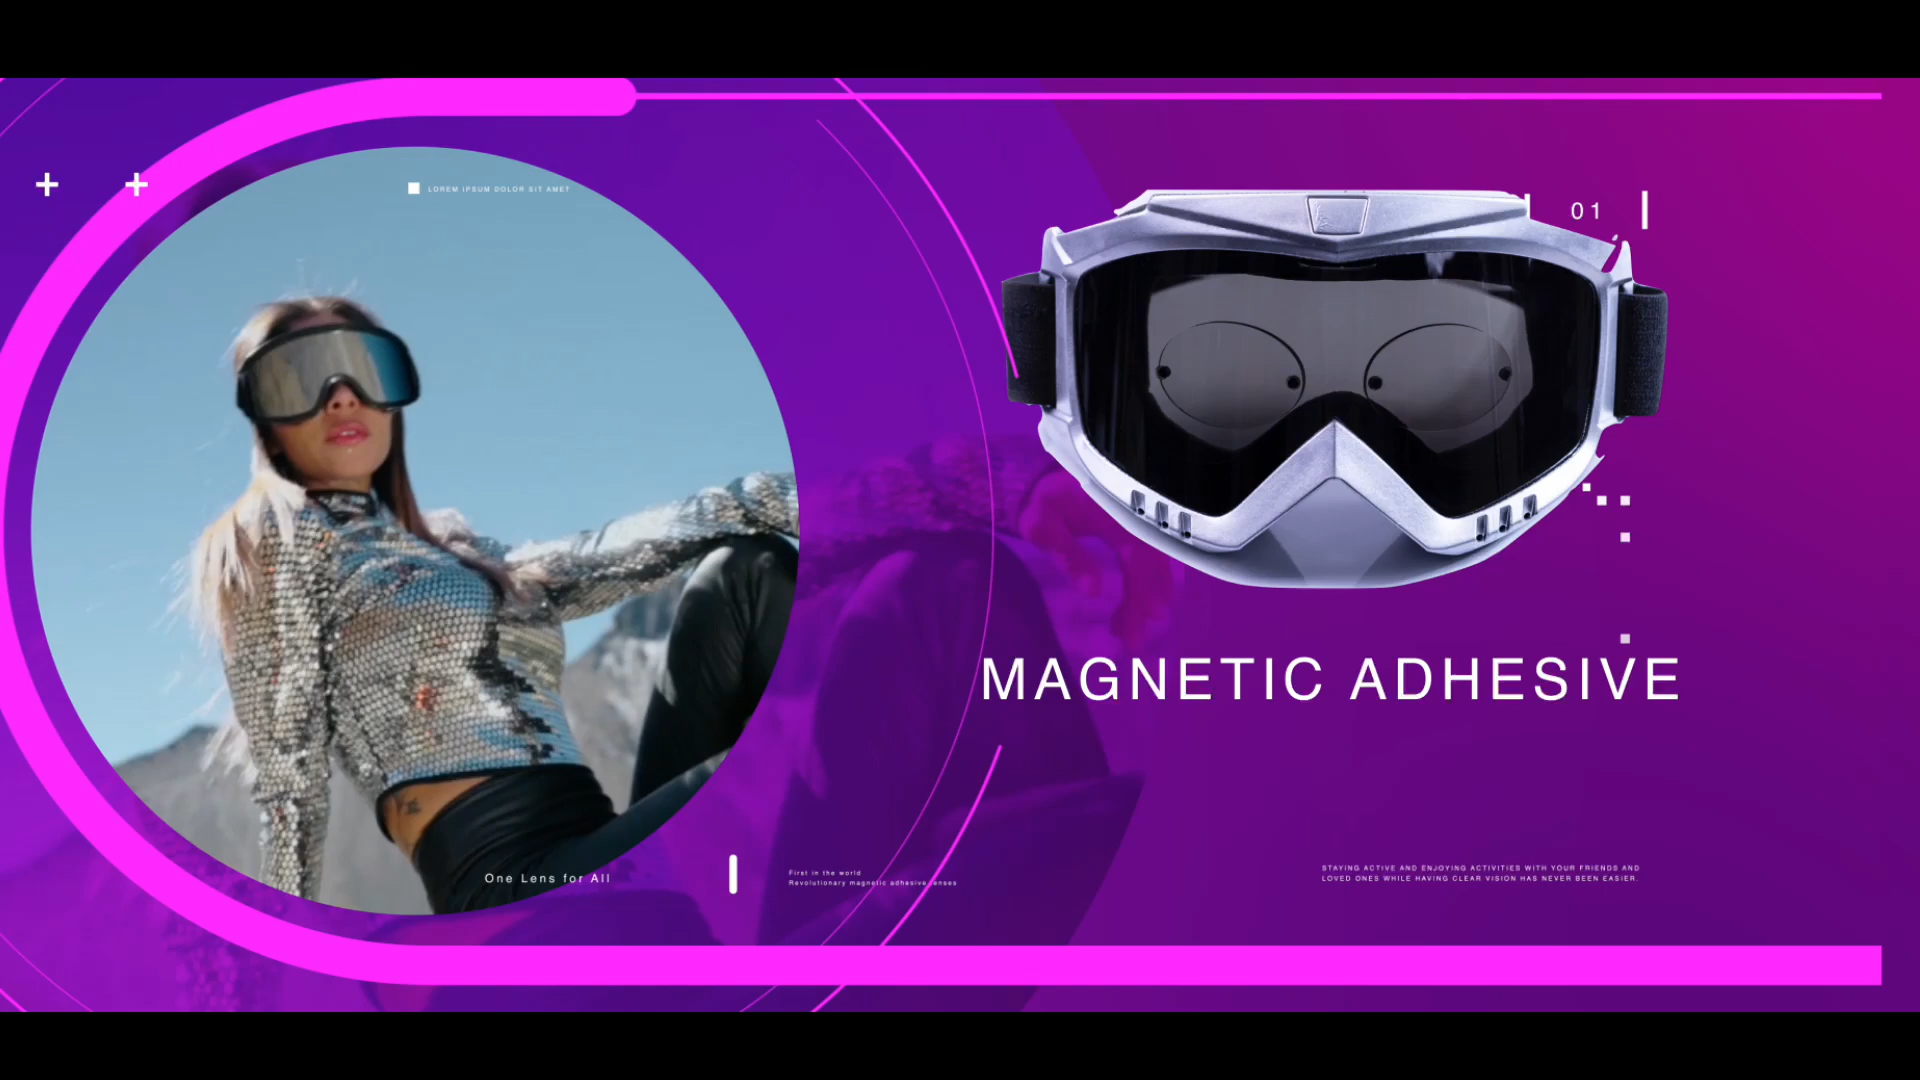 LOREM IPSUM DOLOR SIT AMET
01
MAGNETIC ADHESIVE
One Lens for All
First in the world
Revolutionary magnetic adhesive lenses
STAYING ACTIVE AND ENJOYING ACTIVITIES WITH YOUR FRIENDS AND
LOVED ONES WHILE HAVING CLEAR VISION HAS NEVER BEEN EASIER.